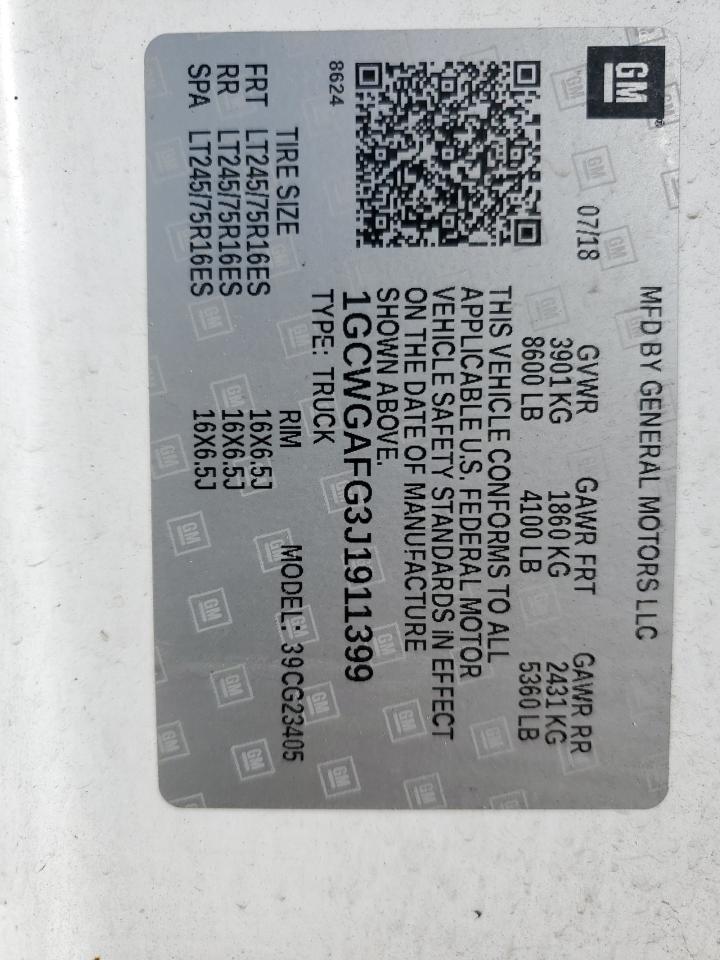 GM
MFD BY GENERAL MOTORS LLC
07/18
GVWR GAWR FRT GAWR RR
3901 KG 1860 KG 2431 KG
8600 LB 4100 LB 5360 LB
THIS VEHICLE CONFORMS TO ALL
APPLICABLE U.S. FEDERAL MOTOR
VEHICLE SAFETY STANDARDS IN EFFECT
ON THE DATE OF MANUFACTURE
SHOWN ABOVE.
1GCWGAFG3J1911399
8624
TYPE: TRUCK
MODEL: 39CG23405
TIRE SIZE RIM
FRT LT245/75R16ES 16X6.5J
RR LT245/75R16ES 16X6.5J
SPA LT245/75R16ES 16X6.5J